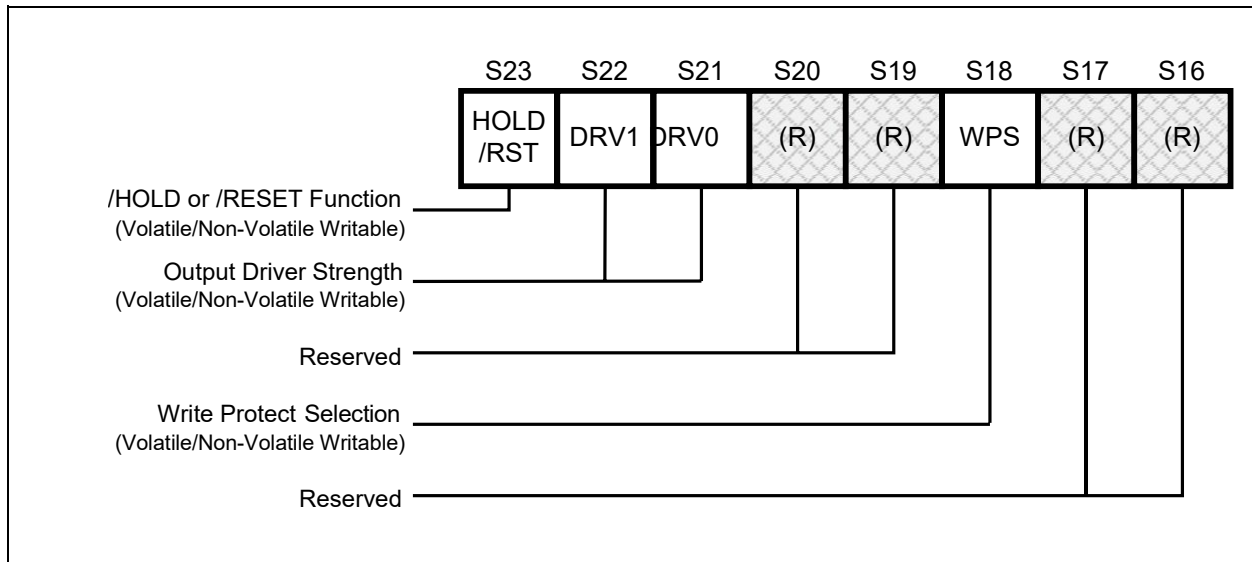 S23 S22 S21 S20 S19 S18 S17 S16
HOLD
/RST DRV1 DRV0 (R) (R) WPS (R) (R)
/HOLD or /RESET Function
(Volatile/Non-Volatile Writable)
Output Driver Strength
(Volatile/Non-Volatile Writable)
Reserved
Write Protect Selection
(Volatile/Non-Volatile Writable)
Reserved